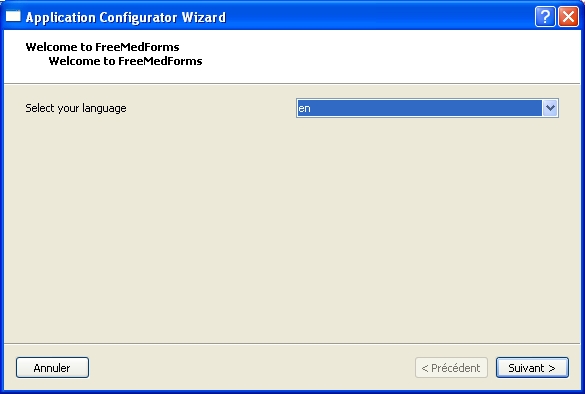 Application Configurator Wizard
Welcome to FreeMedForms
Welcome to FreeMedForms
Select your language
en
Annuler
< Précédent
Suivant >